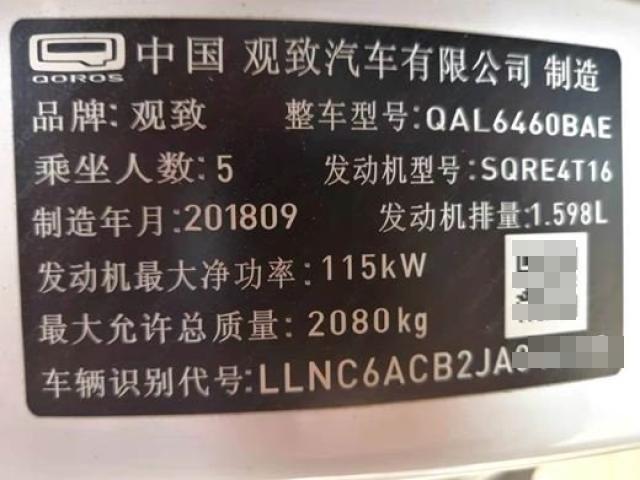 QOROS 中国 观致汽车有限公司 制造
品牌:观致 整车型号:QAL6460BAE
乘坐人数:5 发动机型号:SQRE4T16
制造年月:201809 发动机排量:1.598L
发动机最大净功率:115kW
最大允许总质量:2080kg
车辆识别代号:LLNC6ACB2JA